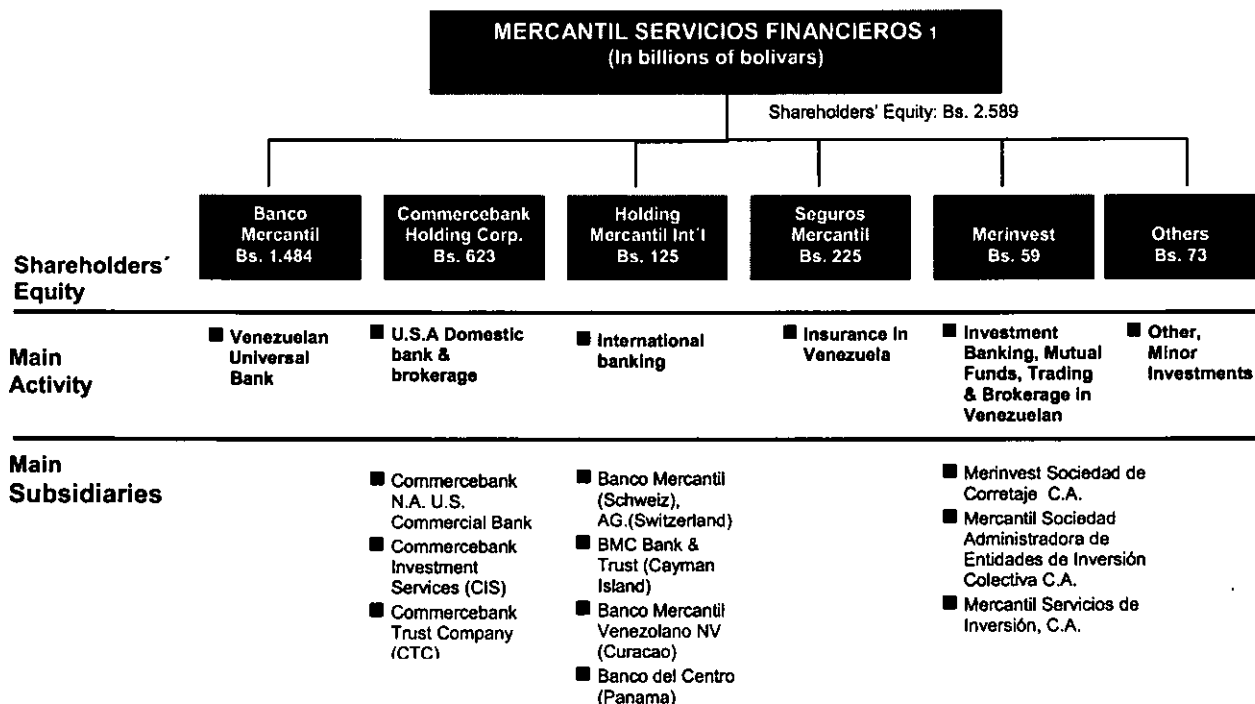 MERCANTIL SERVICIOS FINANCIEROS 1
(In billions of bolivars)
Shareholders' Equity: Bs. 2.589
Banco
Mercantil
Bs. 1.484
Commercebank
Holding Corp.
Bs. 623
Holding
Mercantil Int´l
Bs. 125
Seguros
Mercantil
Bs. 225
Merinvest
Bs. 59
Others
Bs. 73
Shareholders´
Equity
Main
Activity
■ Venezuelan
Universal
Bank
■ U.S.A Domestic
bank &
brokerage
■ International
banking
■ Insurance in
Venezuela
■ Investment
Banking, Mutual
Funds, Trading
& Brokerage in
Venezuelan
■ Other,
Minor
Investments
Main
Subsidiaries
■ Commercebank
N.A. U.S.
Commercial Bank
■ Commercebank
Investment
Services (CIS)
■ Commercebank
Trust Company
(CTC)
■ Banco Mercantil
(Schweiz),
AG.(Switzerland)
■ BMC Bank &
Trust (Cayman
Island)
■ Banco Mercantil
Venezolano NV
(Curacao)
■ Banco del Centro
(Panama)
■ Merinvest Sociedad de
Corretaje C.A.
■ Mercantil Sociedad
Administradora de
Entidades de Inversión
Colectiva C.A.
■ Mercantil Servicios de
Inversión, C.A.